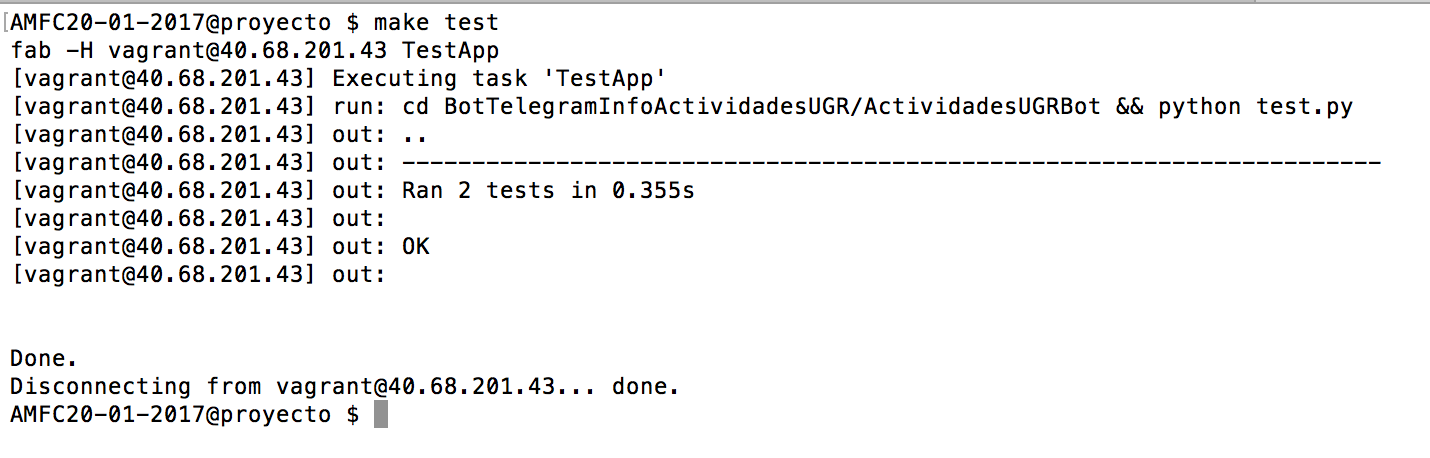 [AMFC20-01-2017@proyecto $ make test
fab -H vagrant@40.68.201.43 TestApp
[vagrant@40.68.201.43] Executing task 'TestApp'
[vagrant@40.68.201.43] run: cd BotTelegramInfoActividadesUGR/ActividadesUGRBot && python test.py
[vagrant@40.68.201.43] out: ..
[vagrant@40.68.201.43] out: ----------------------------------------------------------------------
[vagrant@40.68.201.43] out: Ran 2 tests in 0.355s
[vagrant@40.68.201.43] out:
[vagrant@40.68.201.43] out: OK
[vagrant@40.68.201.43] out:
Done.
Disconnecting from vagrant@40.68.201.43... done.
AMFC20-01-2017@proyecto $